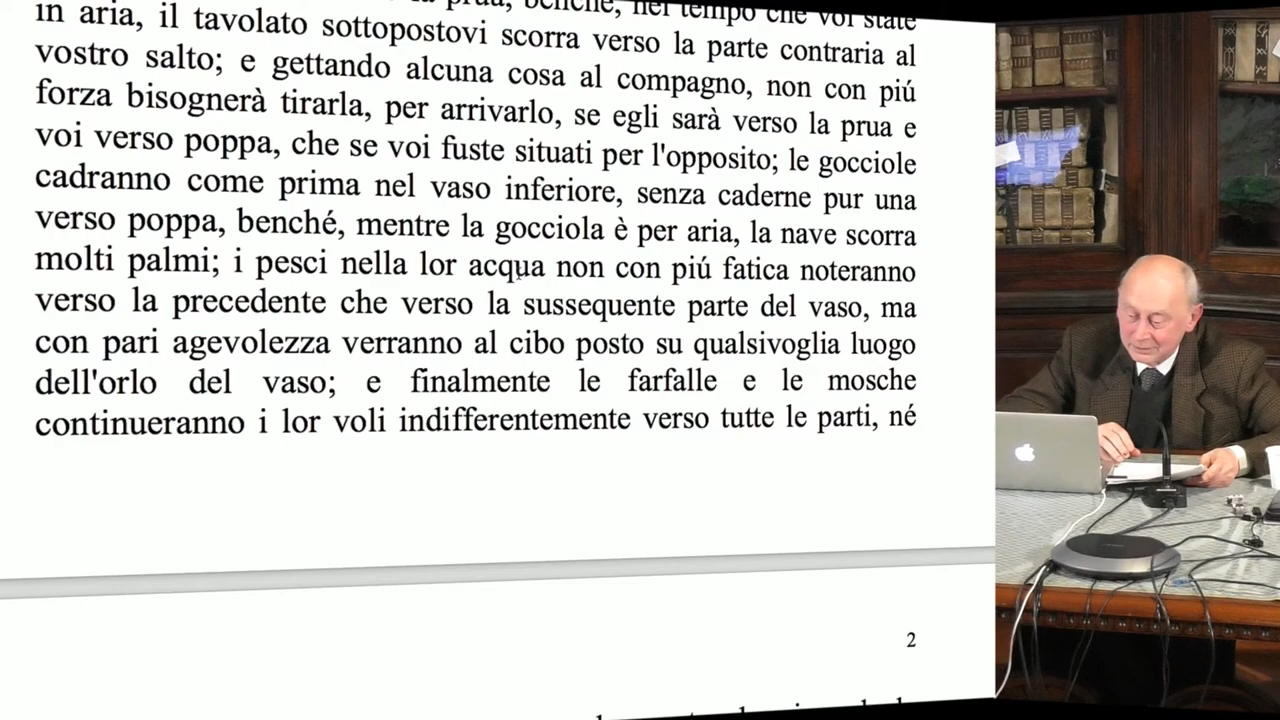 in aria, il tavolato sottopostovi scorra verso la parte contraria al
vostro salto; e gettando alcuna cosa al compagno, non con piú
forza bisognerà tirarla, per arrivarlo, se egli sarà verso la prua e
voi verso poppa, che se voi fuste situati per l'opposito; le gocciole
cadranno come prima nel vaso inferiore, senza caderne pur una
verso poppa, benché, mentre la gocciola è per aria, la nave scorra
molti palmi; i pesci nella lor acqua non con piú fatica noteranno
verso la precedente che verso la sussequente parte del vaso, ma
con pari agevolezza verranno al cibo posto su qualsivoglia luogo
dell'orlo del vaso; e finalmente le farfalle e le mosche
continueranno i lor voli indifferentemente verso tutte le parti, né
2